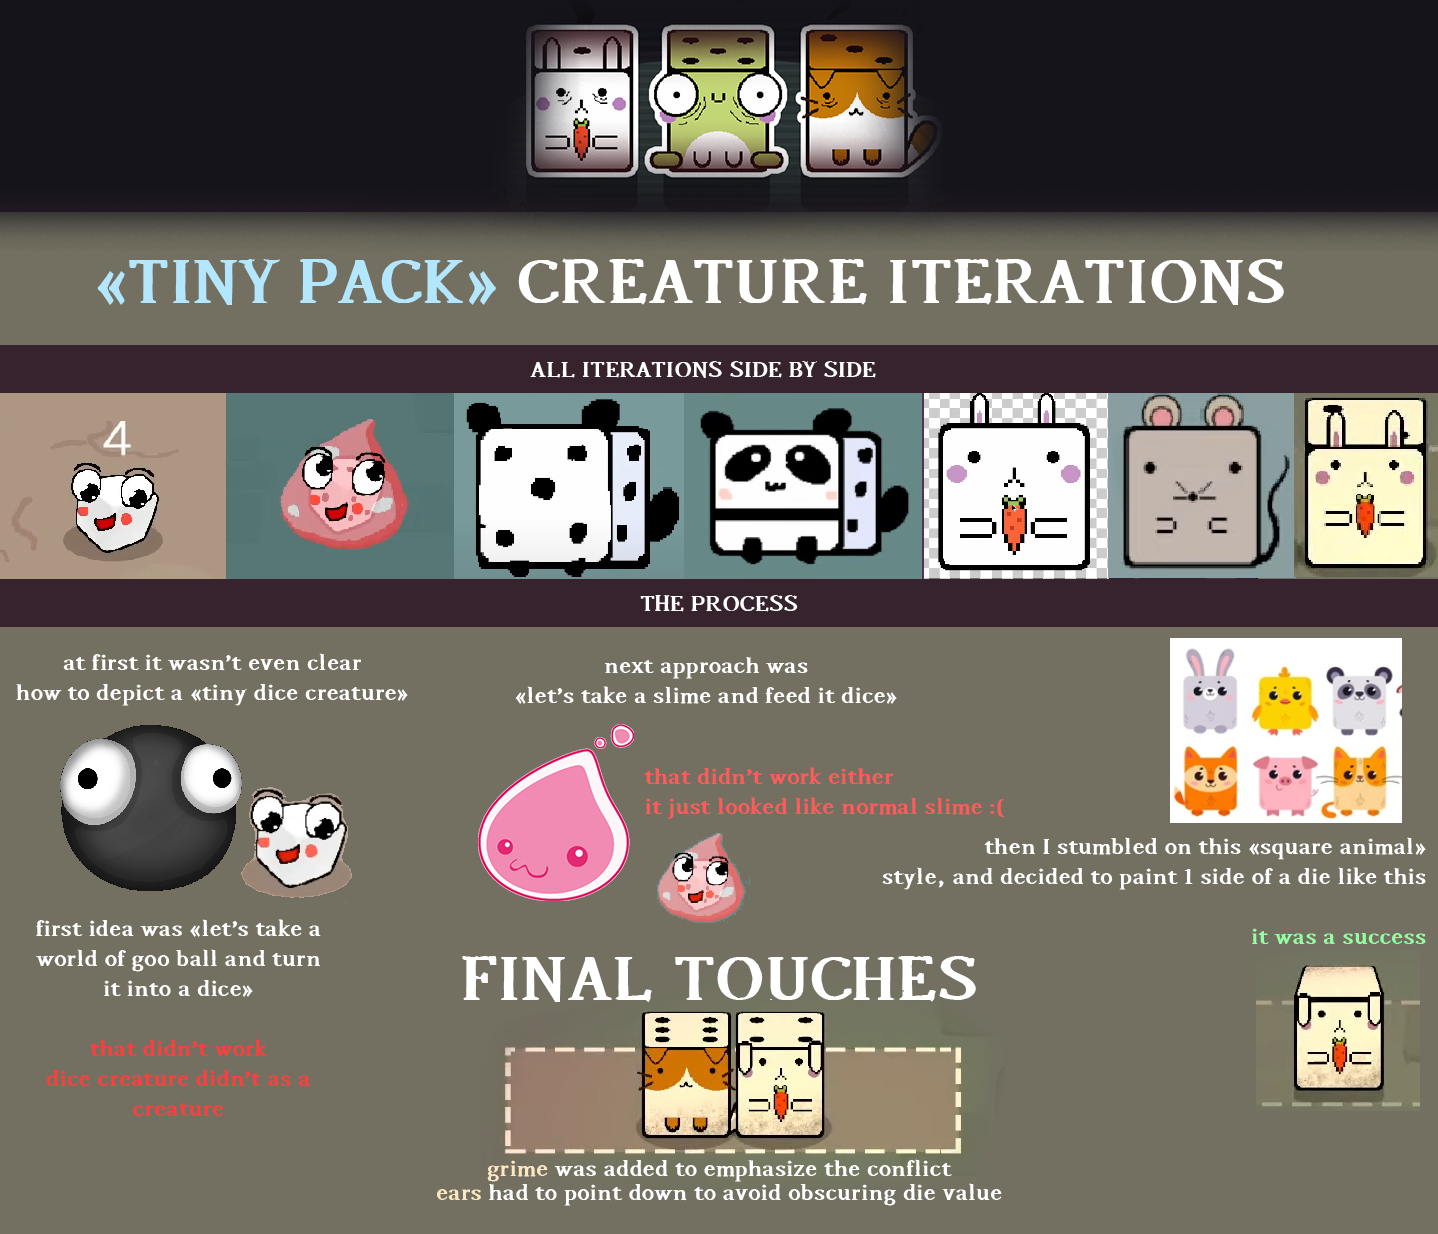 «TINY PACK» CREATURE ITERATIONS
ALL ITERATIONS SIDE BY SIDE
4
THE PROCESS
at first it wasn't even clear
how to depict a «tiny dice creature»
first idea was «let's take a
world of goo ball and turn
it into a dice»
that didn't work
dice creature didn't as a
creature
next approach was
«let's take a slime and feed it dice»
that didn't work either
it just looked like normal slime :(
then I stumbled on this «square animal»
style, and decided to paint 1 side of a die like this
it was a success
FINAL TOUCHES
grime was added to emphasize the conflict
ears had to point down to avoid obscuring die value